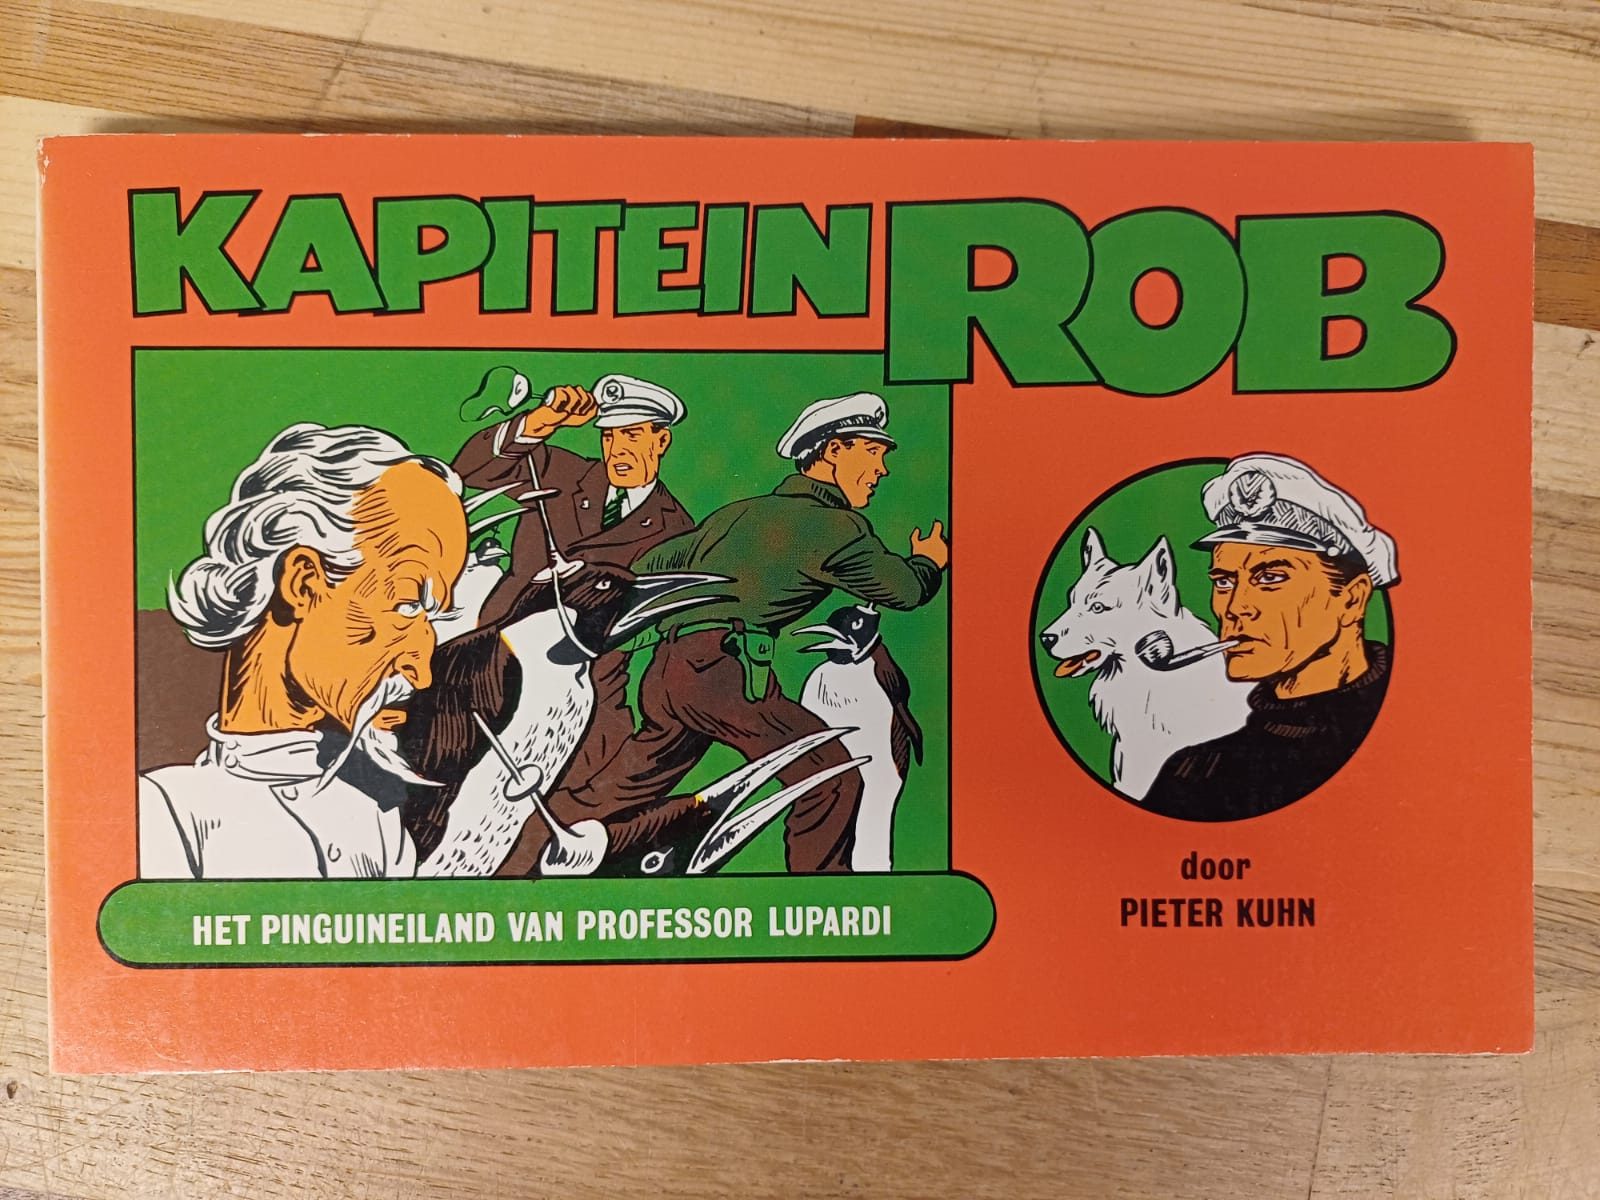 KAPITEIN ROB
HET PINGUINEILAND VAN PROFESSOR LUPARDI
door
PIETER KUHN